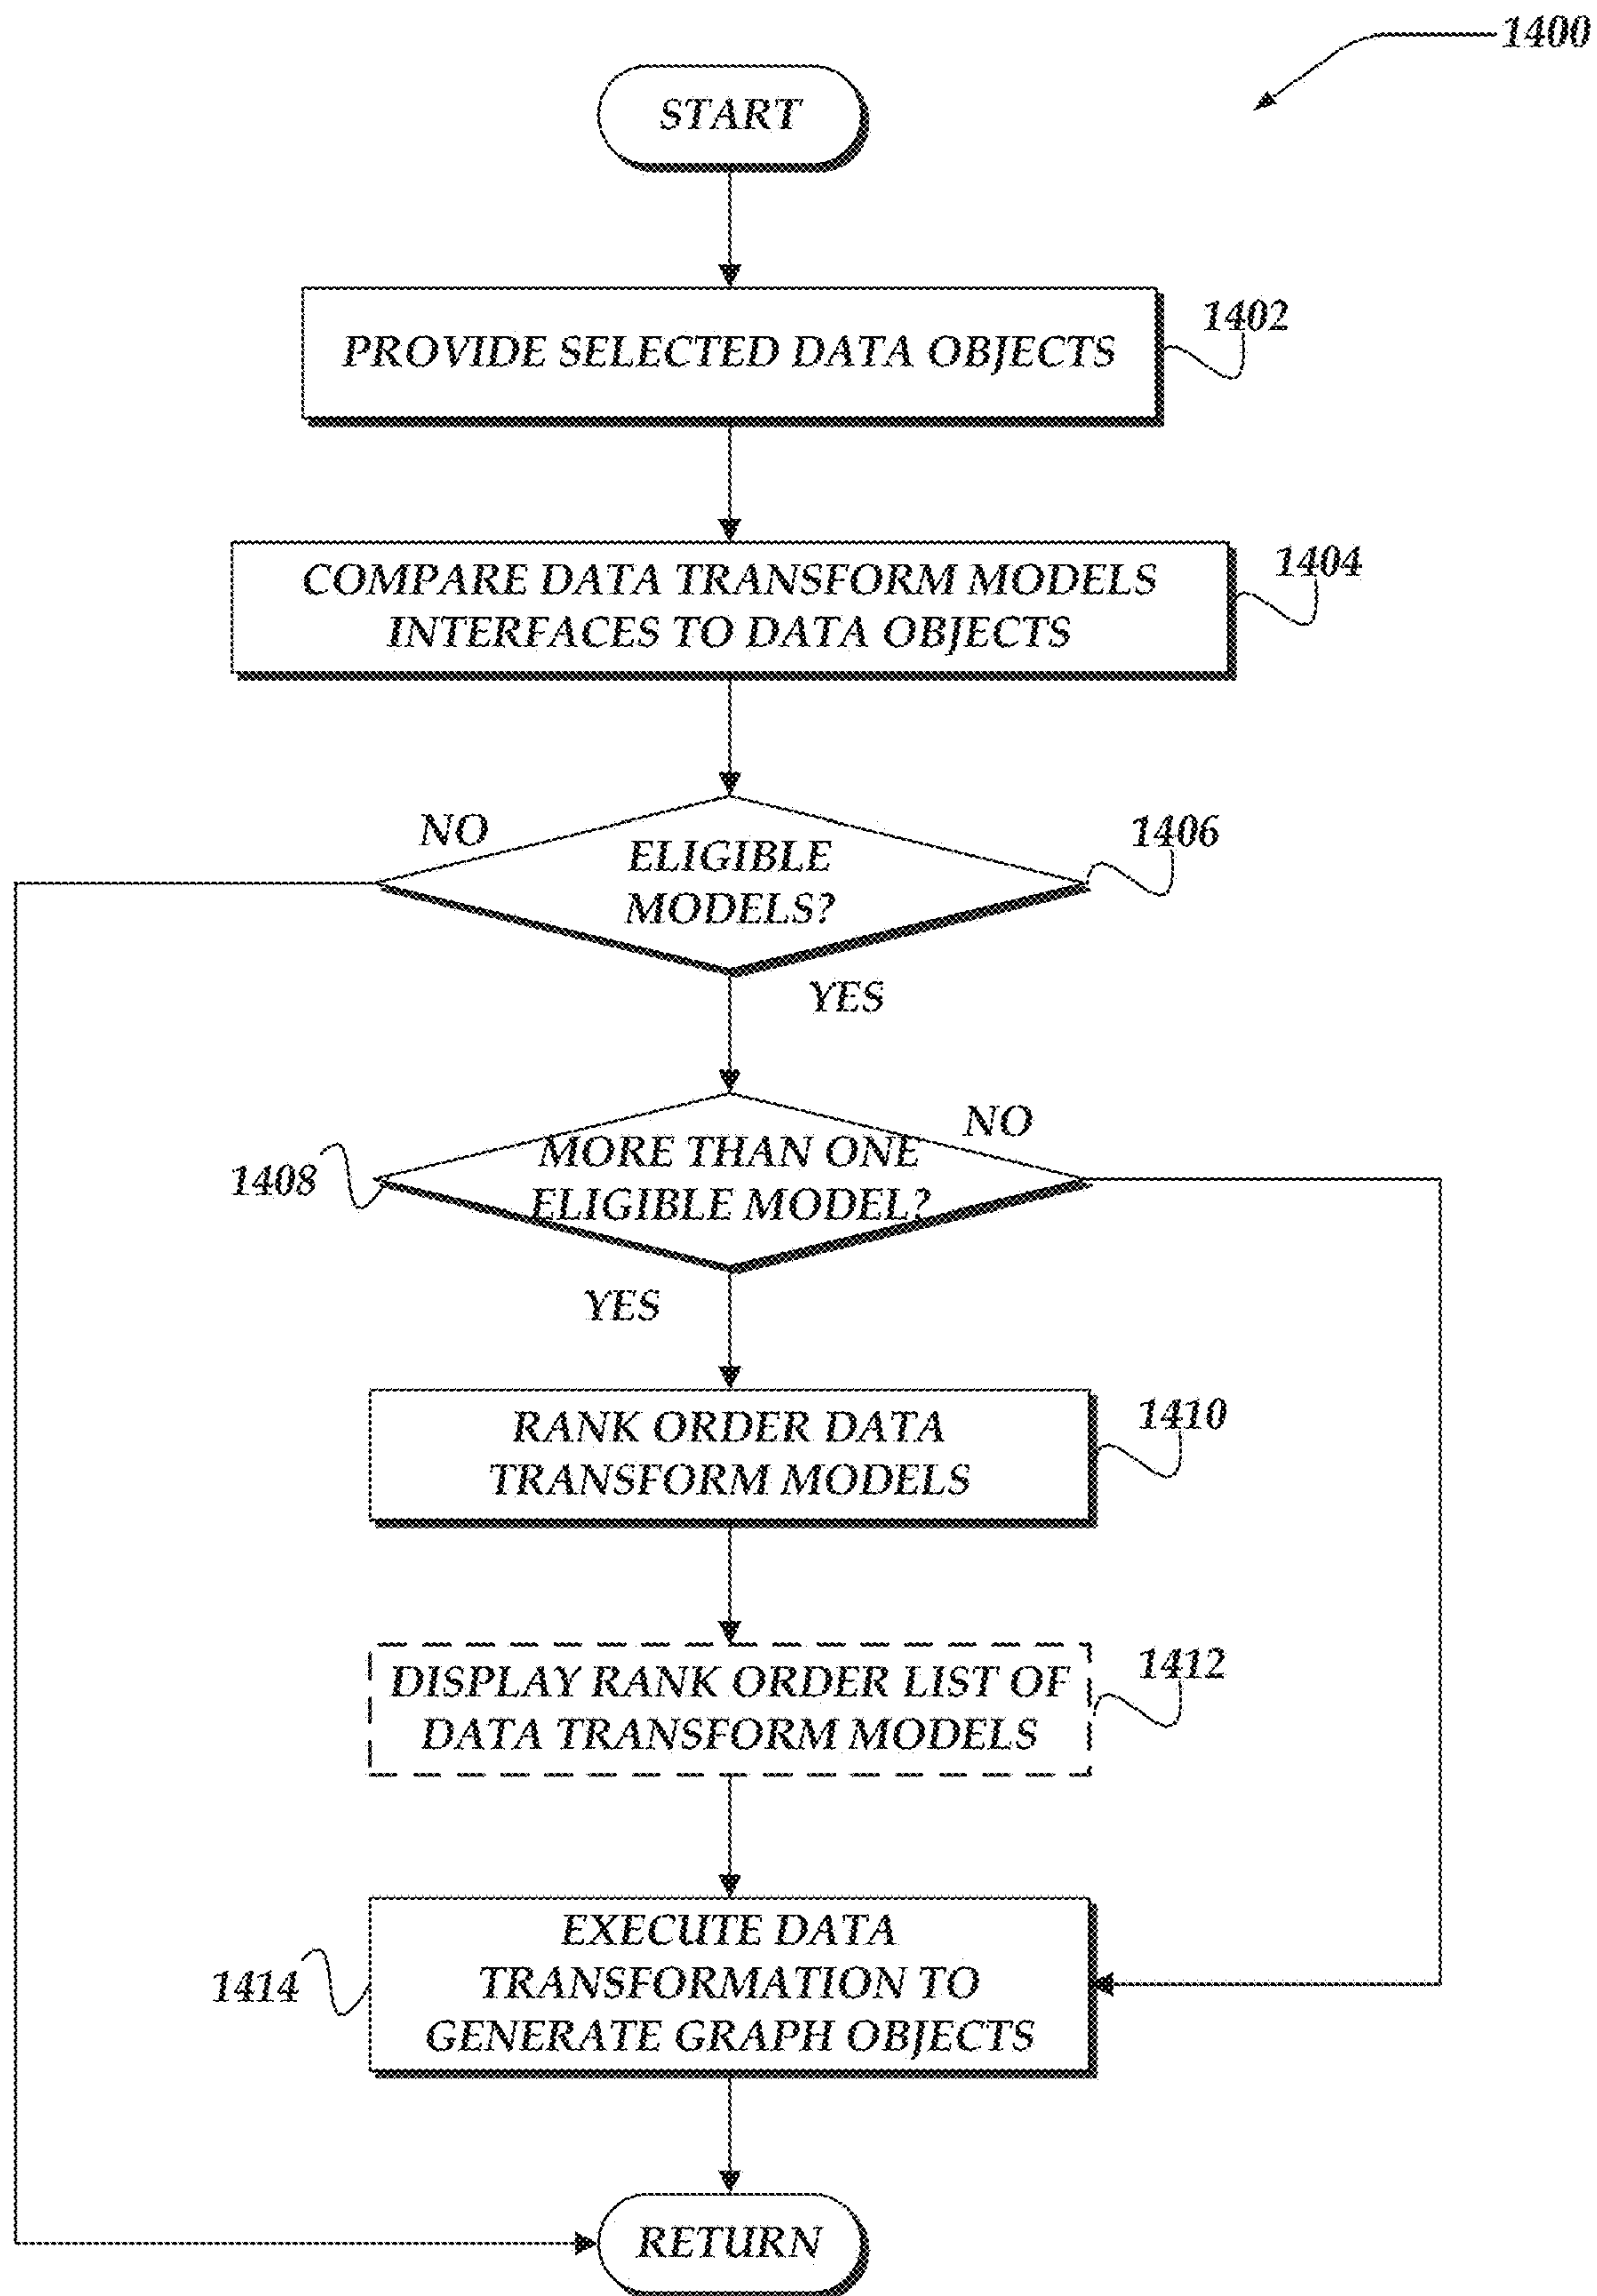 1400
START
PROVIDE SELECTED DATA OBJECTS
1402
COMPARE DATA TRANSFORM MODELS
INTERFACES TO DATA OBJECTS
1404
NO
ELIGIBLE
MODELS?
1406
YES
NO
MORE THAN ONE
ELIGIBLE MODEL?
1408
YES
RANK ORDER DATA
TRANSFORM MODELS
1410
DISPLAY RANK ORDER LIST OF
DATA TRANSFORM MODELS
1412
EXECUTE DATA
TRANSFORMATION TO
GENERATE GRAPH OBJECTS
1414
RETURN